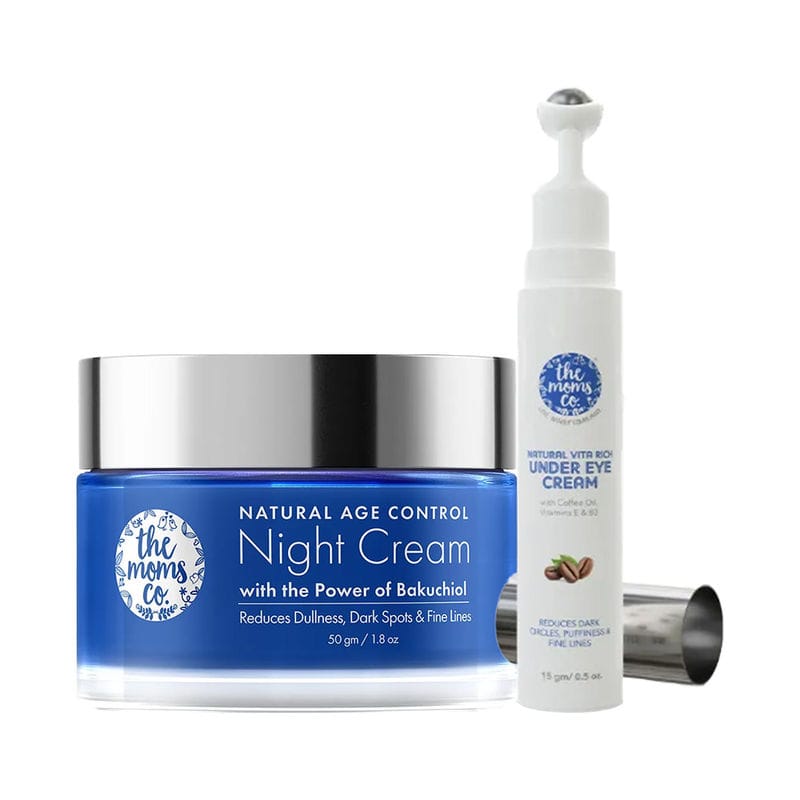 the
moms
co.
NATURAL AGE CONTROL
Night Cream
with the Power of Bakuchiol
Reduces Dullness, Dark Spots & Fine Lines
50 gm / 1.8 oz
the
moms
co.
NATURAL VITA RICH
UNDER EYE
CREAM
with Coffee Oil,
Vitamins E & B3
REDUCES DARK
CIRCLES, PUFFINESS &
FINE LINES
15 gm/ 0.5 oz.